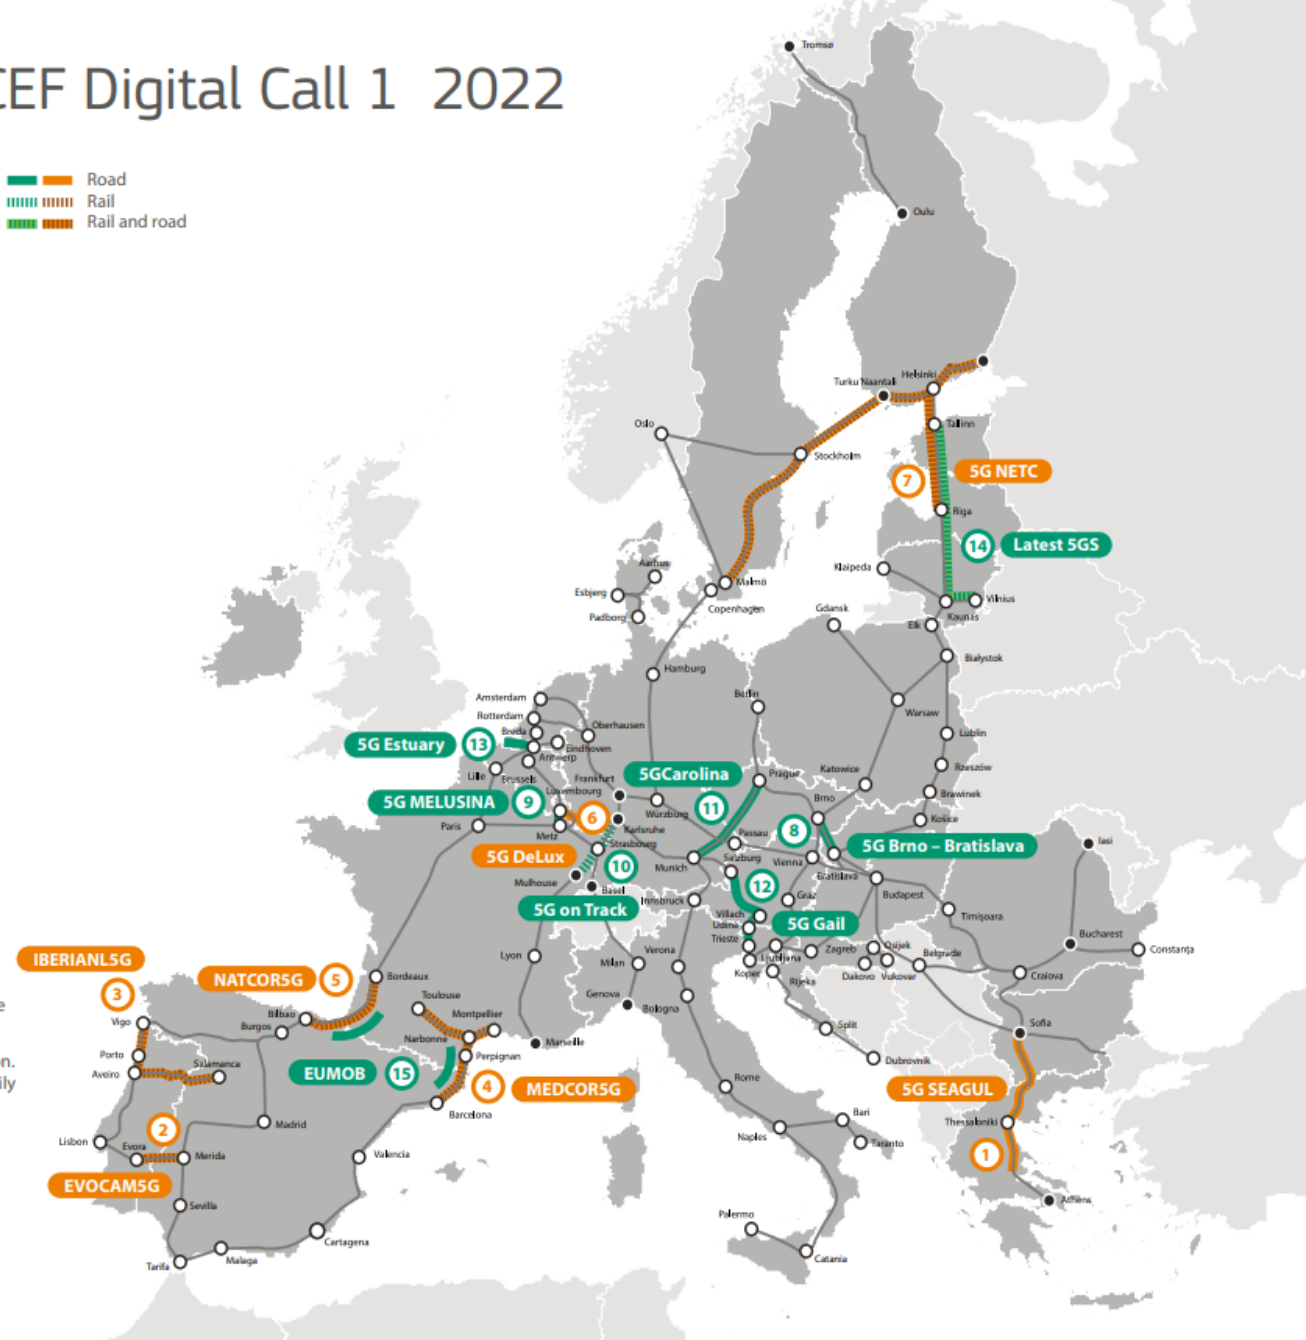 CEF Digital Call 1 2022
Road
Rail
Rail and road
Tromsø
Oulu
Helsinki
Turku Naantali
Tallinn
Oslo
Stockholm
7
5G NETC
Riga
14
Latest 5GS
Aarhus
Klaipeda
Malmö
Esbjerg
Vilnius
Copenhagen
Gdansk
Padborg
Kaunas
Elk
Białystok
Hamburg
Amsterdam
Berlin
Rotterdam
Warsaw
Oberhausen
Breda
Lublin
5G Estuary
13
Eindhoven
Antwerp
Lille
Brussels
Frankfurt
5GCarolina
Prague
Katowice
Rzeszów
Luxembourg
Brawinek
5G MELUSINA
9
11
Brno
6
Würzburg
Košice
Paris
Karlsruhe
Metz
Passau
8
Iasi
Strasbourg
5G Brno – Bratislava
5G DeLux
10
Munich
Salzburg
Vienna
Bratislava
Mulhouse
12
Basel
Budapest
Innsbruck
Graz
5G on Track
Villach
Timișoara
Udina
5G Gail
Bucharest
Trieste
Zagreb
Osijek
Constanța
Verona
Ljubljana
Belgrade
IBERIANL5G
Lyon
Milan
Koper
Dakovo
Vukovar
Craiova
NATCOR5G
5
Bordeaux
Rijeka
3
Toulouse
Genova
Bologna
e
Bilbao
Montpellier
Vigo
Burgos
Split
Sofia
Narbonne
Marseille
Porto
Perpignan
n.
Salamanca
Dubrovnik
Aveiro
EUMOB
15
ily
4
MEDCOR5G
Rome
5G SEAGUL
Barcelona
Bari
Madrid
Thessaloniki
2
Naples
Lisbon
Evora
Taranto
Merida
Valencia
1
EVOCAM5G
Athens
Sevilla
Palermo
Cartagena
Malaga
Catania
Tarifa